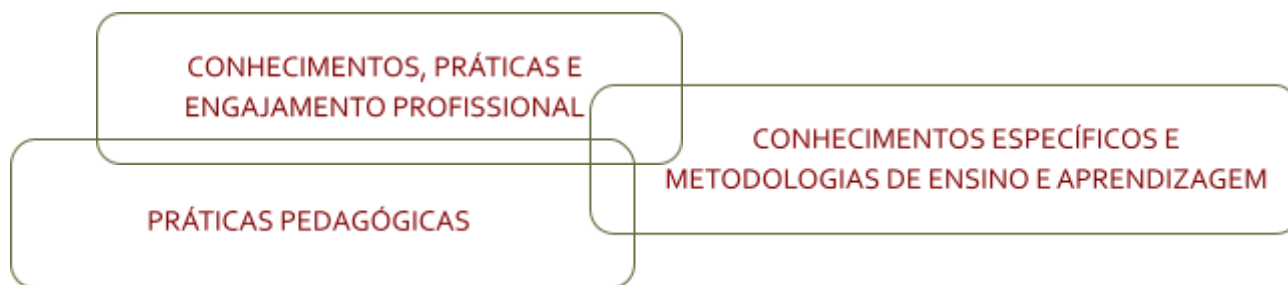 CONHECIMENTOS, PRÁTICAS E
ENGAJAMENTO PROFISSIONAL
CONHECIMENTOS ESPECÍFICOS E
METODOLOGIAS DE ENSINO E APRENDIZAGEM
PRÁTICAS PEDAGÓGICAS